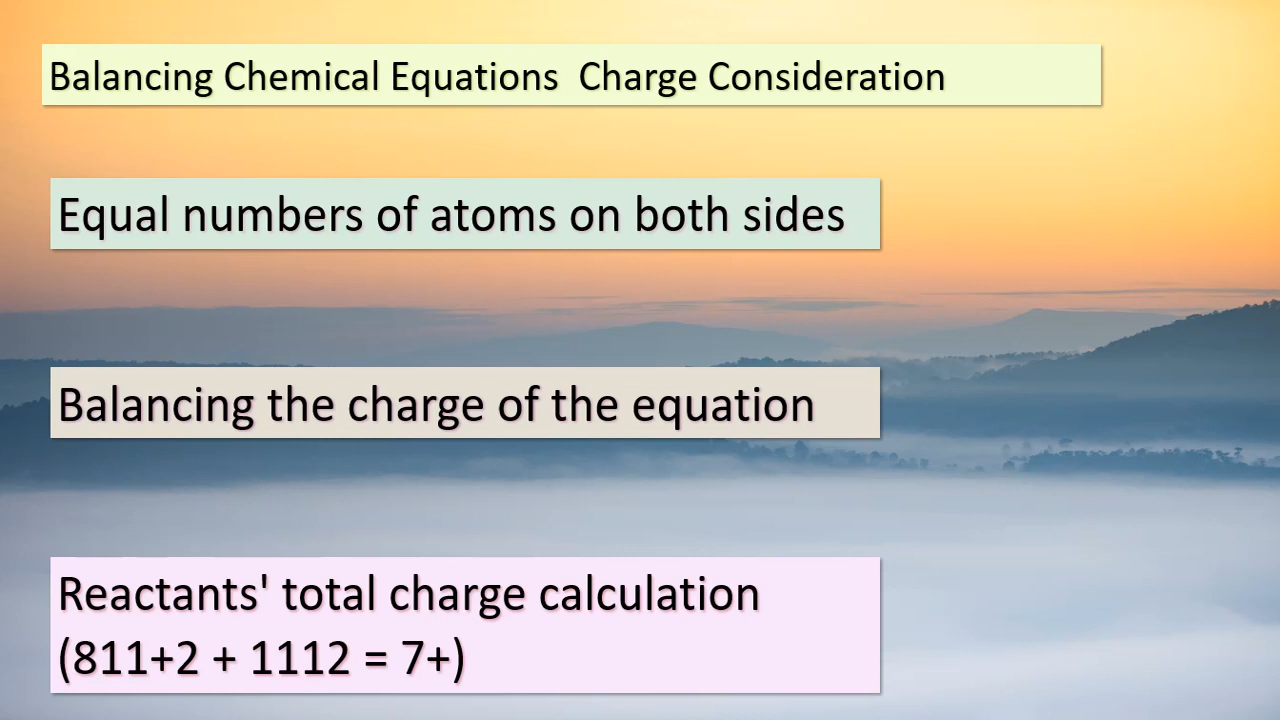 Balancing Chemical Equations  Charge Consideration
Equal numbers of atoms on both sides
Balancing the charge of the equation
Reactants' total charge calculation
(811+2 + 1112 = 7+)